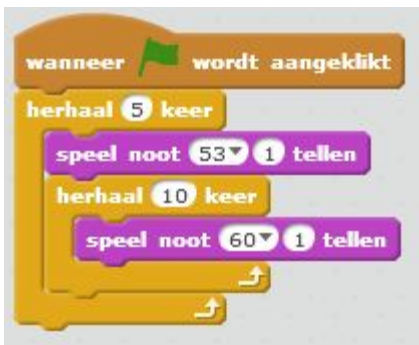 wanneer wordt aangeklikt
herhaal 5 keer
speel noot 53 1 tellen
herhaal 10 keer
speel noot 60 1 tellen